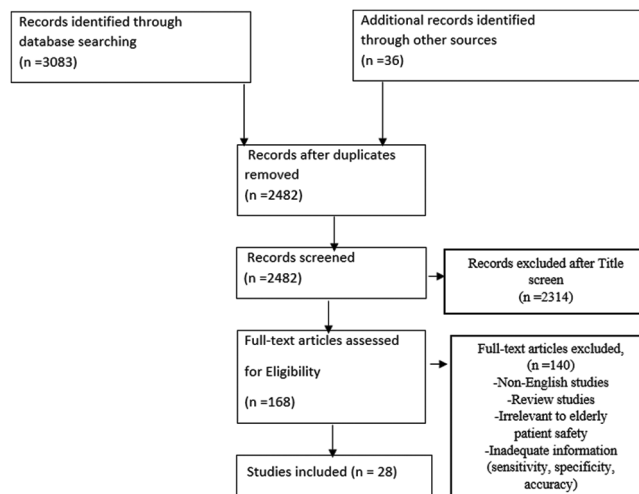 Records identified through
database searching
(n =3083)
Additional records identified
through other sources
(n =36)
Records after duplicates
removed
(n =2482)
Records screened
(n =2482)
Records excluded after Title
screen
(n =2314)
Full-text articles assessed
for Eligibility
(n =168)
Full-text articles excluded,
(n =140)
-Non-English studies
-Review studies
-Irrelevant to elderly
patient safety
-Inadequate information
(sensitivity, specificity,
accuracy)
Studies included (n = 28)